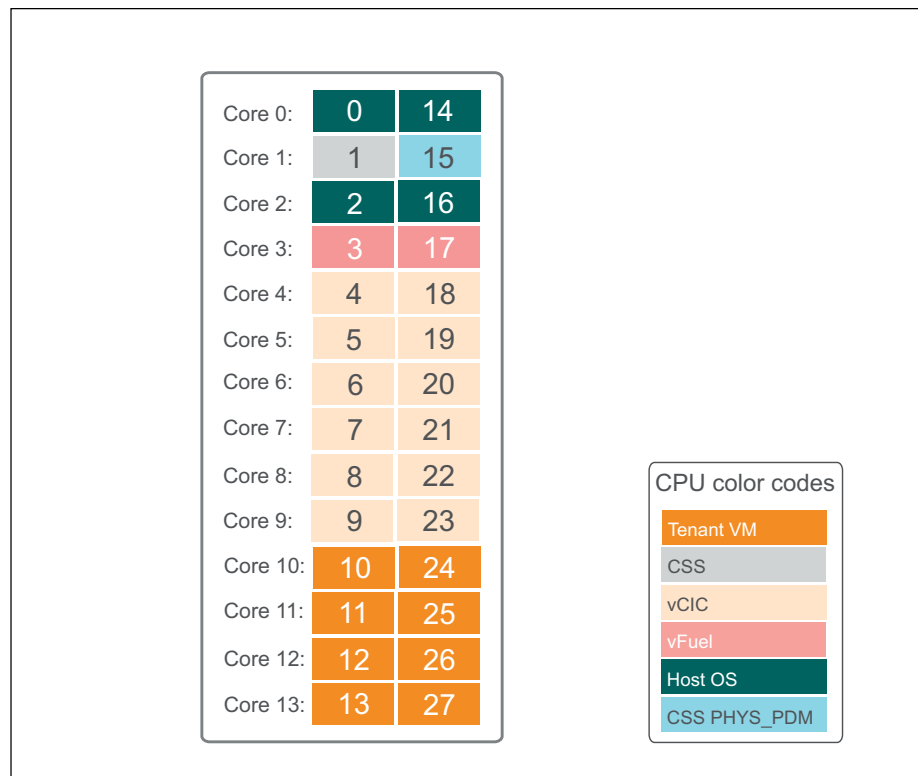 Core 0: 0 14
Core 1: 1 15
Core 2: 2 16
Core 3: 3 17
Core 4: 4 18
Core 5: 5 19
Core 6: 6 20
Core 7: 7 21
Core 8: 8 22
Core 9: 9 23
Core 10: 10 24
Core 11: 11 25
Core 12: 12 26
Core 13: 13 27
CPU color codes
Tenant VM
CSS
vCIC
vFuel
Host OS
CSS PHYS_PDM